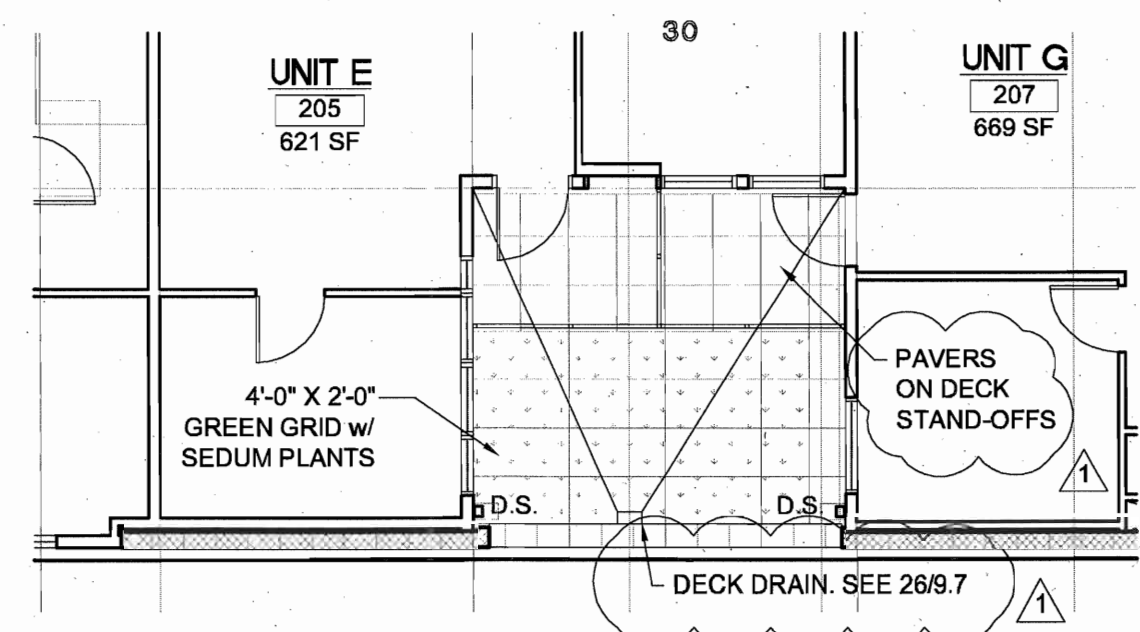 30
UNIT E
205
621 SF
UNIT G
207
669 SF
PAVERS
ON DECK
STAND-OFFS
4'-0" X 2'-0"
GREEN GRID w/
SEDUM PLANTS
1
D.S.
D.S.
DECK DRAIN. SEE 26/9.7
1